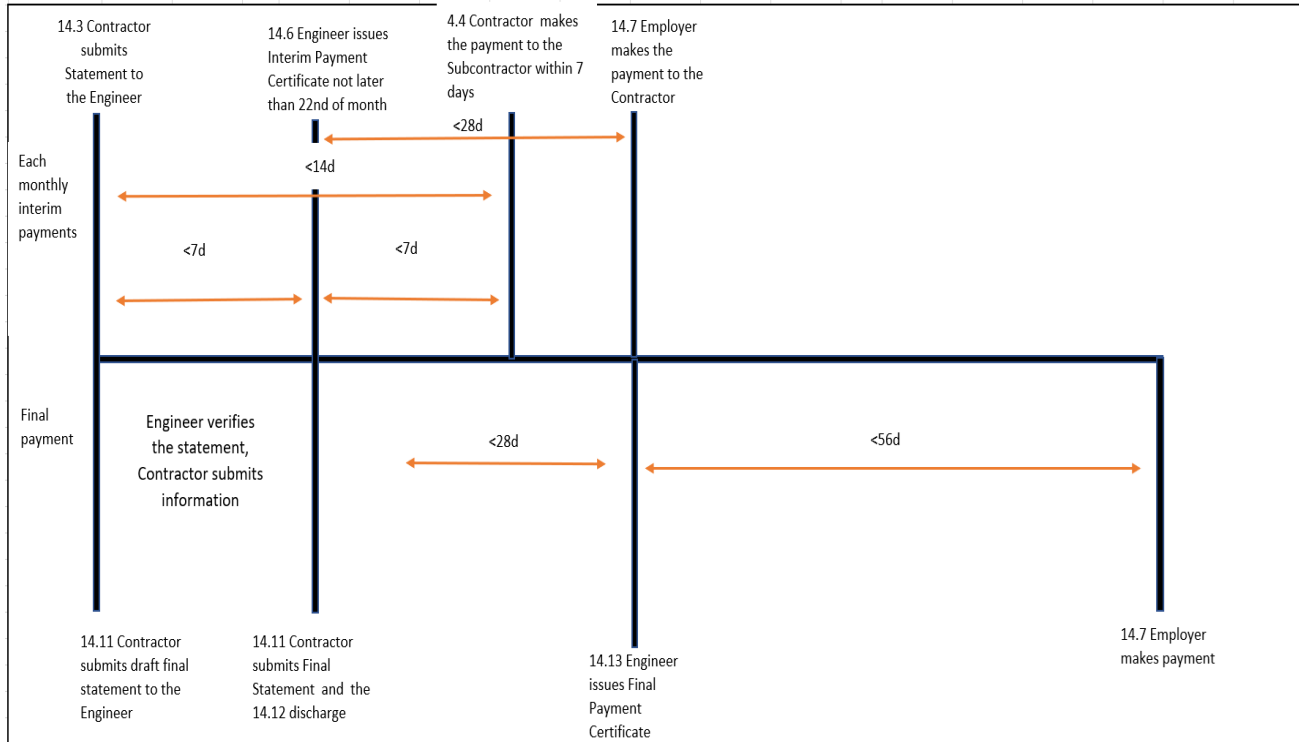 14.3 Contractor
submits
Statement to
the Engineer
14.6 Engineer issues
Interim Payment
Certificate not later
than 22nd of month
4.4 Contractor makes
the payment to the
Subcontractor within 7
days
14.7 Employer
makes the
payment to the
Contractor
<28d
Each
monthly
interim
payments
<14d
<7d
<7d
Final
payment
Engineer verifies
the statement,
Contractor submits
information
<28d
<56d
14.11 Contractor
submits draft final
statement to the
Engineer
14.11 Contractor
submits Final
Statement and the
14.12 discharge
14.13 Engineer
issues Final
Payment
Certificate
14.7 Employer
makes payment